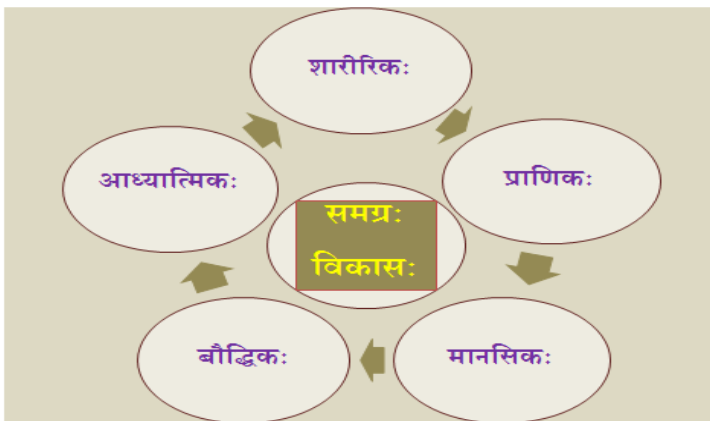 शारीरिकः
प्राणिकः
मानसिकः
बौद्धिकः
आध्यात्मिकः
समग्रः
विकासः